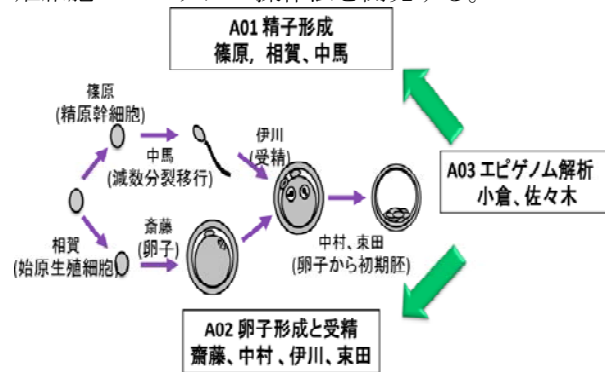 A01 精子形成
篠原, 相賀、中馬
篠原
(精原幹細胞)
中馬
(減数分裂移行)
伊川
(受精)
A03 エピゲノム解析
小倉、佐々木
相賀
(始原生殖細胞)
斎藤
(卵子)
中村、束田
(卵子から初期胚)
A02 卵子形成と受精
齋藤、中村、伊川、束田